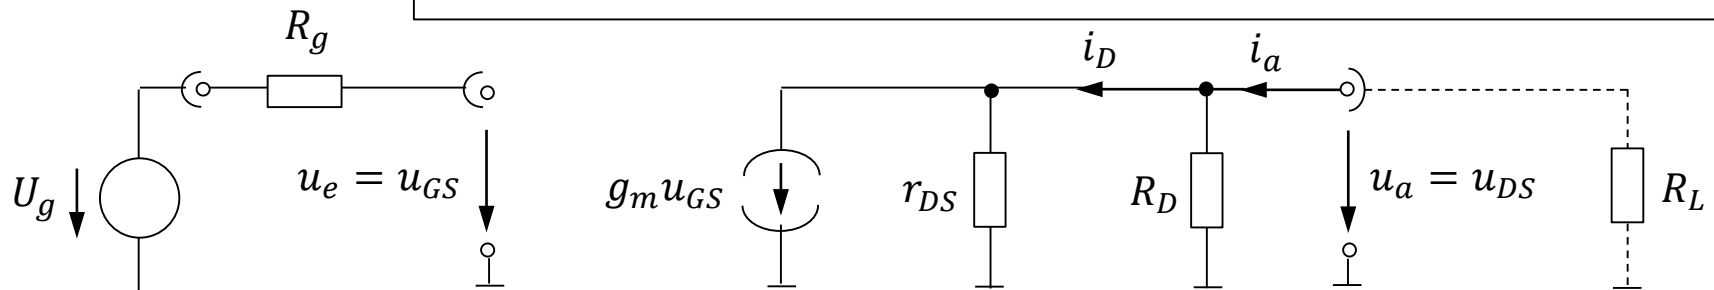 R_g
i_D
i_a
U_g
u_e = u_GS
g_m u_GS
r_DS
R_D
u_a = u_DS
R_L